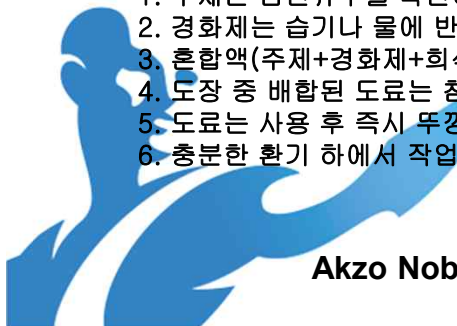 2. 경화제는 습기나 물에 반
3. 혼합액(주제+경화제+희
4. 도장 중 배합된 도료는
5. 도료는 사용 후 즉시 뚜
6. 충분한 환기 하에서 작업
Akzo Nob